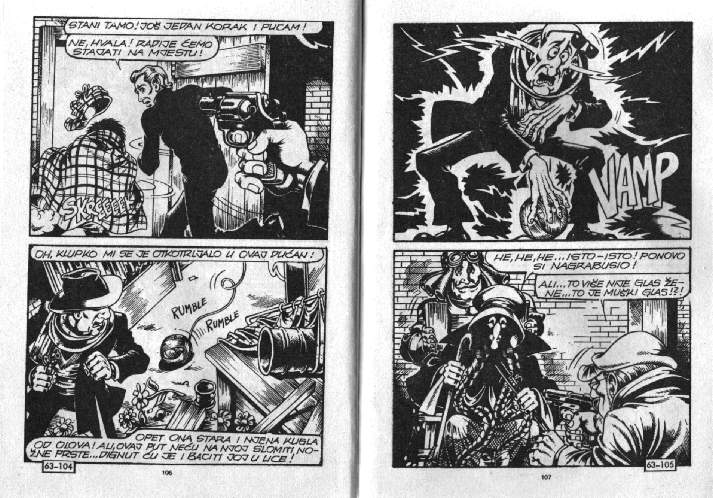 STANI TAMO! JOŠ JEDAN KORAK I PUCAM!
NE, HVALA! RADIJE ĆEMO
STAJATI NA MJESTU!
SKREEEEI
OH, KLUPKO MI SE JE OTKOTRLJALO U OVAJ DUĆAN!
RUMBLE
RUMBLE
OPET ONA STARA I NJENA KUGLA
OD OLOVA! ALI, OVAJ PUT NEĆU NA NJOJ SLOMITI NO-
ŽNE PRSTE... DIGNUT ĆU JE I BACITI JOJ U LICE!
63-104
106
VAMP
HE, HE, HE... ISTO-ISTO! PONOVO
SI NAGRABUSIO!
ALI... TO VIŠE NIJE GLAS ŽE-
NE... TO JE MUŠKI GLAS!?!
63-105
107